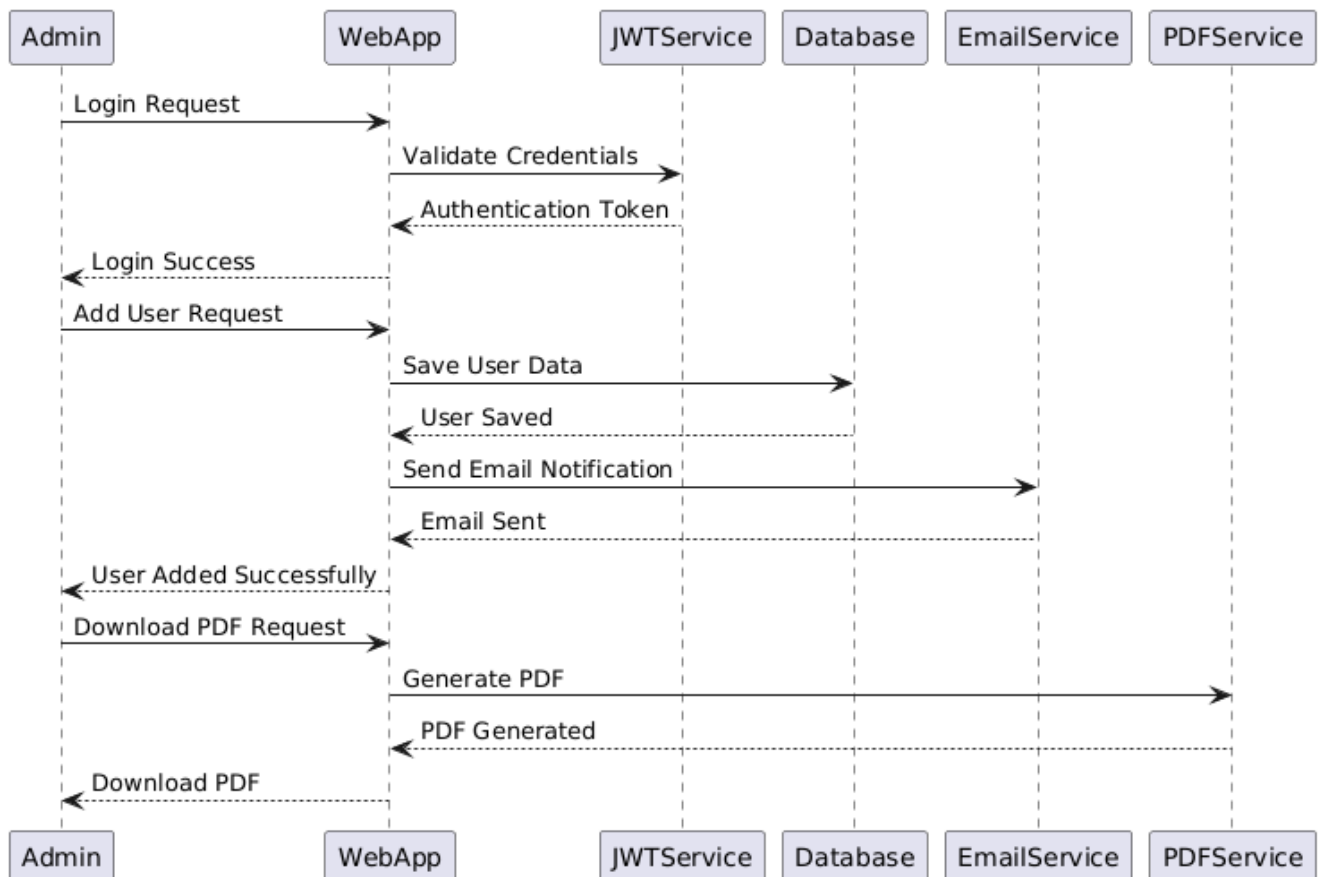 Admin WebApp JWTService Database EmailService PDFService
Login Request
Validate Credentials
Authentication Token
Login Success
Add User Request
Save User Data
User Saved
Send Email Notification
Email Sent
User Added Successfully
Download PDF Request
Generate PDF
PDF Generated
Download PDF
Admin WebApp JWTService Database EmailService PDFService